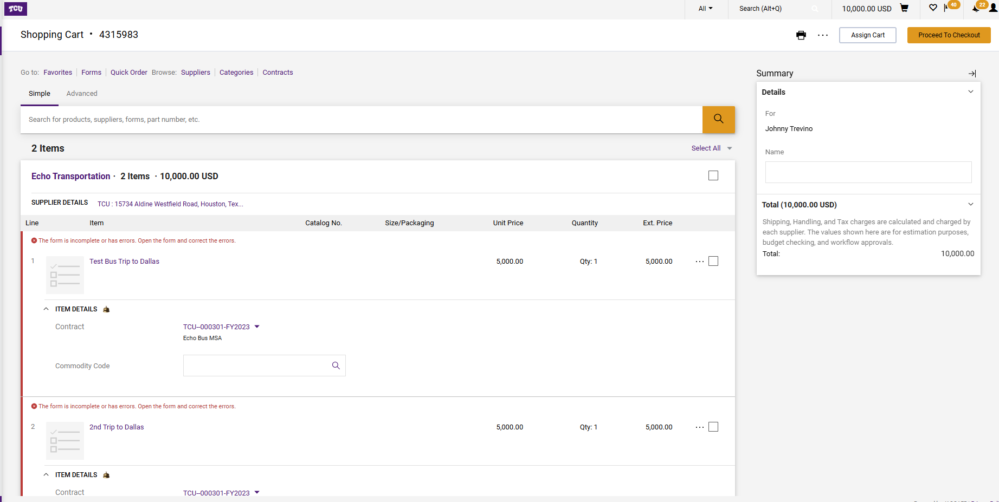 TCU
All
Search (Alt+Q)
10,000.00 USD
40
22
Shopping Cart • 4315983
Assign Cart
Proceed To Checkout
Go to: Favorites Forms Quick Order Browse: Suppliers Categories Contracts
Simple
Advanced
Search for products, suppliers, forms, part number, etc.
2 Items
Select All
Echo Transportation · 2 Items · 10,000.00 USD
SUPPLIER DETAILS TCU : 15734 Aldine Westfield Road, Houston, Tex...
Line Item Catalog No. Size/Packaging Unit Price Quantity Ext. Price
The form is incomplete or has errors. Open the form and correct the errors.
1 Test Bus Trip to Dallas 5,000.00 Qty: 1 5,000.00 ...
ITEM DETAILS
Contract TCU--000301-FY2023
Echo Bus MSA
Commodity Code
The form is incomplete or has errors. Open the form and correct the errors.
2 2nd Trip to Dallas 5,000.00 Qty: 1 5,000.00 ...
ITEM DETAILS
Contract TCU--000301-FY2023
Summary
Details
For
Johnny Trevino
Name
Total (10,000.00 USD)
Shipping, Handling, and Tax charges are calculated and charged by
each supplier. The values shown here are for estimation purposes,
budget checking, and workflow approvals.
Total: 10,000.00